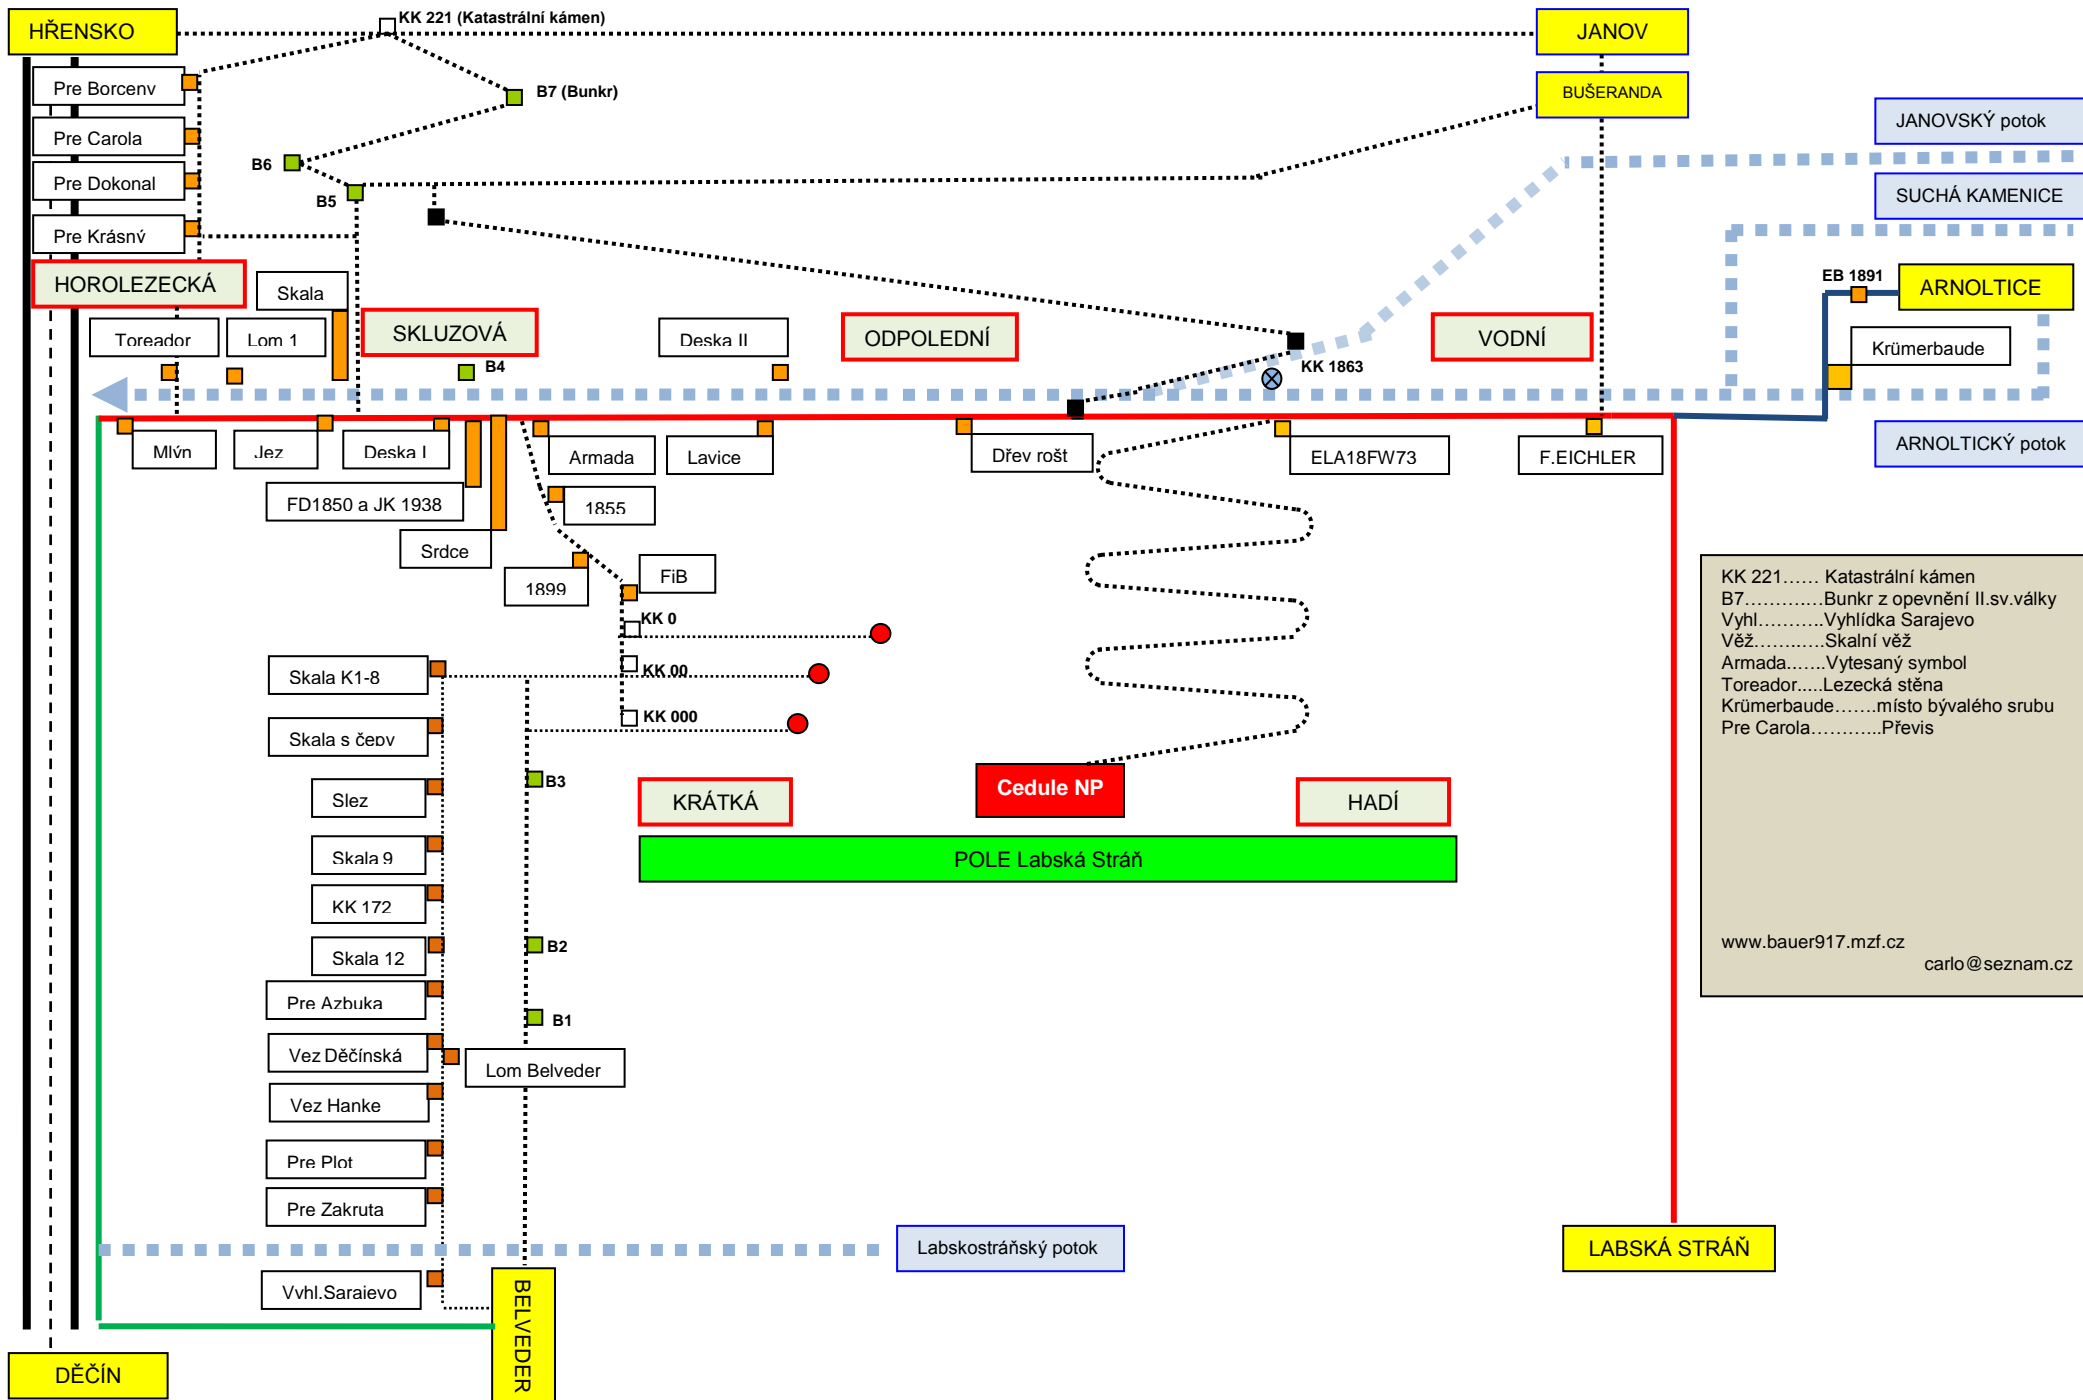 HŘENSKO
KK 221 (Katastrální kámen)
JANOV
Pre Borceny
B7 (Bunkr)
BUŠERANDA
JANOVSKÝ potok
Pre Carola
B6
Pre Dokonal
B5
SUCHÁ KAMENICE
Pre Krásný
HOROLEZECKÁ
Skala
EB 1891
ARNOLTICE
Toreador
Lom 1
SKLUZOVÁ
Deska II
ODPOLEDNÍ
VODNÍ
Krümerbaude
B4
KK 1863
Mlýn
Jez
Deska I
Armada
Lavice
Dřev rošt
ELA18FW73
F.EICHLER
ARNOLTICKÝ potok
FD1850 a JK 1938
1855
Srdce
1899
FiB
KK 0
KK 00
KK 000
Skala K1-8
Skala s čepy
Slez
B3
KRÁTKÁ
Cedule NP
HADÍ
Skala 9
POLE Labská Stráň
KK 172
Skala 12
B2
Pre Azbuka
B1
Vez Děčínská
Lom Belveder
Vez Hanke
Pre Plot
Pre Zakruta
Labskostráňský potok
LABSKÁ STRÁŇ
Vyhl.Sarajevo
BELVEDER
DĚČÍN
KK 221...... Katastrální kámen
B7.............Bunkr z opevnění II.sv.války
Vyhl...........Vyhlídka Sarajevo
Věž............Skalní věž
Armada.......Vytesaný symbol
Toreador.....Lezecká stěna
Krümerbaude.......místo bývalého srubu
Pre Carola............Převis
www.bauer917.mzf.cz
carlo@seznam.cz